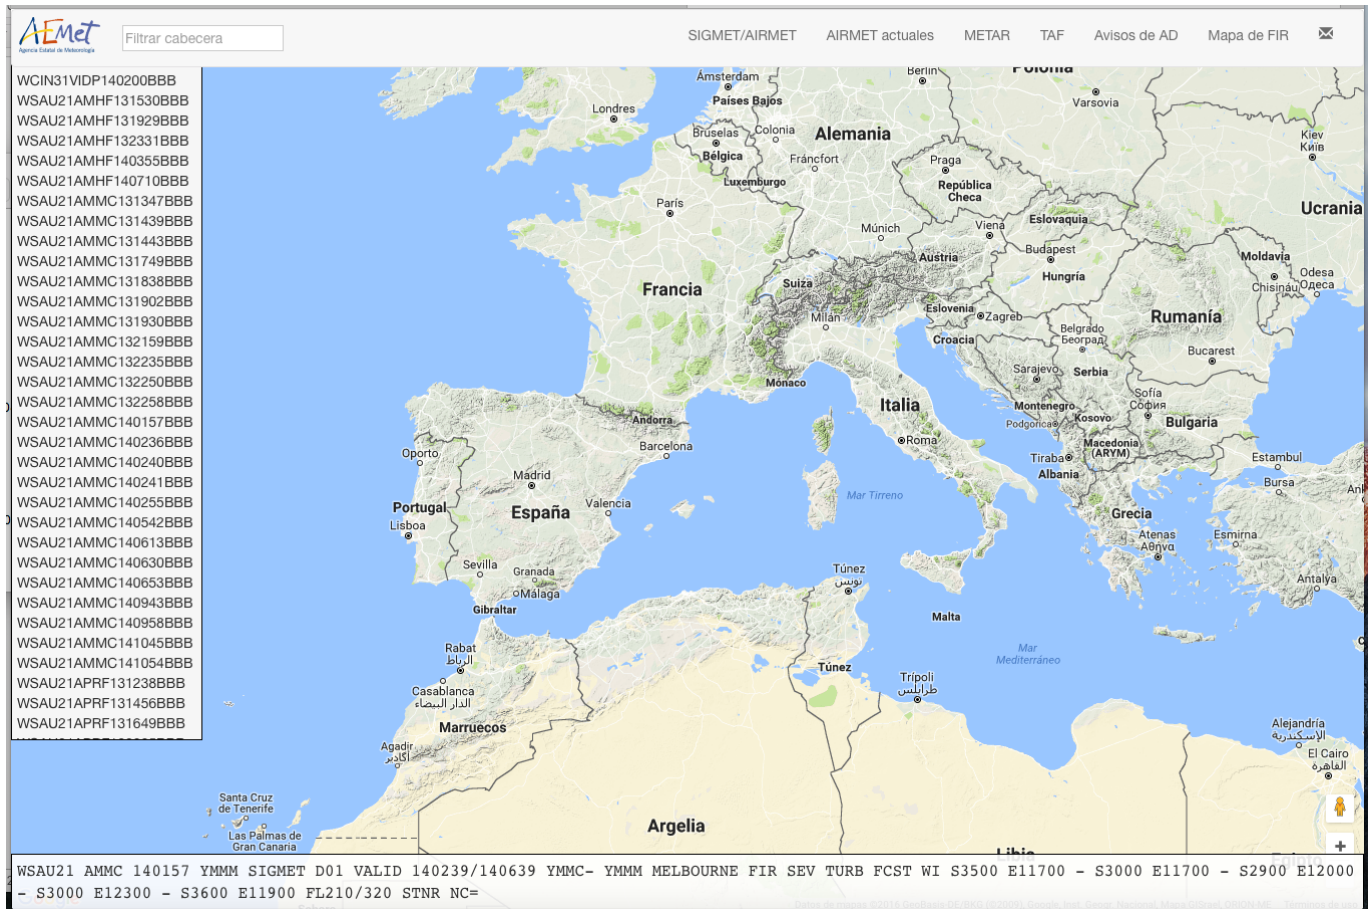 AEMet
Agencia Estatal de Meteorología
Filtrar cabecera
SIGMET/AIRMET
AIRMET actuales
METAR
TAF
Avisos de AD
Mapa de FIR
WCIN31VIDP140200BBB
WSAU21AMHF131530BBB
WSAU21AMHF131929BBB
WSAU21AMHF132331BBB
WSAU21AMHF140355BBB
WSAU21AMHF140710BBB
WSAU21AMMC131347BBB
WSAU21AMMC131439BBB
WSAU21AMMC131443BBB
WSAU21AMMC131749BBB
WSAU21AMMC131838BBB
WSAU21AMMC131902BBB
WSAU21AMMC131930BBB
WSAU21AMMC132159BBB
WSAU21AMMC132235BBB
WSAU21AMMC132250BBB
WSAU21AMMC132258BBB
WSAU21AMMC140157BBB
WSAU21AMMC140236BBB
WSAU21AMMC140240BBB
WSAU21AMMC140241BBB
WSAU21AMMC140255BBB
WSAU21AMMC140542BBB
WSAU21AMMC140613BBB
WSAU21AMMC140630BBB
WSAU21AMMC140653BBB
WSAU21AMMC140943BBB
WSAU21AMMC140958BBB
WSAU21AMMC141045BBB
WSAU21AMMC141054BBB
WSAU21APRF131238BBB
WSAU21APRF131456BBB
WSAU21APRF131649BBB
Londres
Ámsterdam
Países Bajos
Berlín
Polonia
Varsovia
Bruselas
Bélgica
Colonia
Alemania
Fráncfort
Luxemburgo
Praga
República
Checa
Kiev
Київ
Ucrania
París
Múnich
Viena
Eslovaquia
Budapest
Hungría
Austria
Moldavia
Chisináu
Odesa
Одеса
Francia
Suiza
Milán
Eslovenia
Zagreb
Croacia
Belgrado
Београд
Rumanía
Bucarest
Mónaco
Sarajevo
Serbia
Italia
Montenegro
Podgorica
Kosovo
Sofía
София
Bulgaria
Andorra
Barcelona
Roma
Macedonia
(ARYM)
Tirana
Albania
Estambul
Bursa
Oporto
Madrid
Valencia
Portugal
España
Lisboa
Mar Tirreno
Grecia
Atenas
Αθήνα
Esmirna
Antalya
Sevilla
Granada
Málaga
Gibraltar
Túnez
تونس
Malta
Mar
Mediterráneo
Rabat
الرباط
Casablanca
الدار البيضاء
Marruecos
Túnez
Trípoli
طرابلس
Agadir
أكادير
Alejandría
الإسكندرية
El Cairo
القاهرة
Santa Cruz
de Tenerife
Las Palmas de
Gran Canaria
Argelia
Libia
Egipto
WSAU21 AMMC 140157 YMMM SIGMET D01 VALID 140239/140639 YMMC- YMMM MELBOURNE FIR SEV TURB FCST WI S3500 E11700 - S3000 E11700 - S2900 E12000
- S3000 E12300 - S3600 E11900 FL210/320 STNR NC=